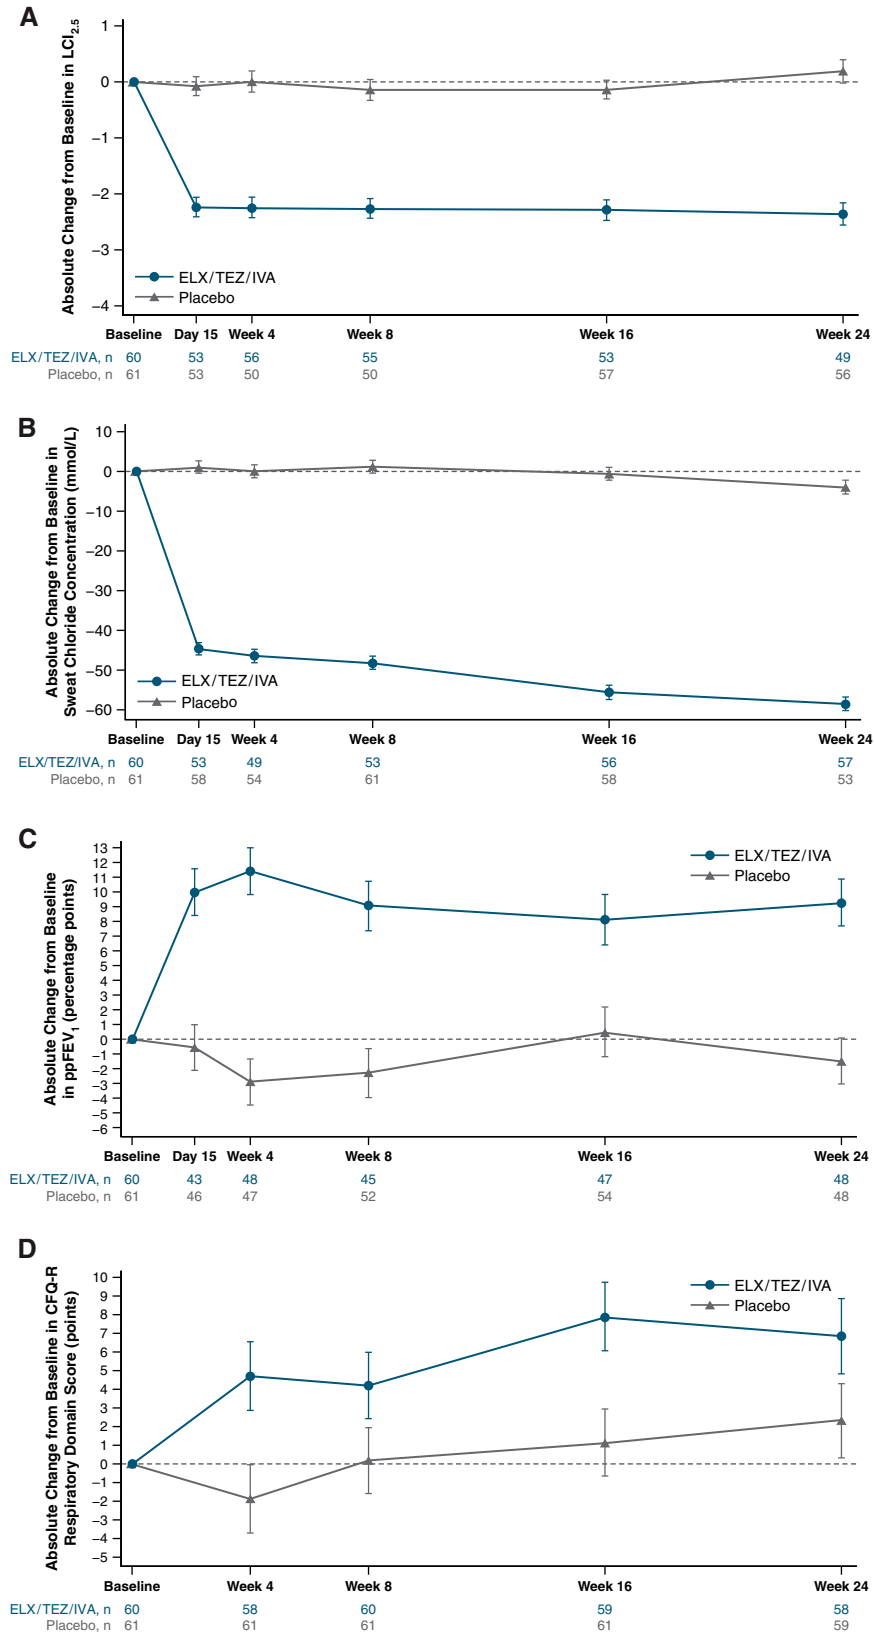 A
Absolute Change from Baseline in LCI2.5
1
0
−1
−2
−3
−4
ELX/TEZ/IVA
Placebo
Baseline Day 15 Week 4 Week 8 Week 16 Week 24
ELX/TEZ/IVA, n 60 53 56 55 53 49
Placebo, n 61 53 50 50 57 56
B
Absolute Change from Baseline in
Sweat Chloride Concentration (mmol/L)
10
0
−10
−20
−30
−40
−50
−60
ELX/TEZ/IVA
Placebo
Baseline Day 15 Week 4 Week 8 Week 16 Week 24
ELX/TEZ/IVA, n 60 53 49 53 56 57
Placebo, n 61 58 54 61 58 53
C
Absolute Change from Baseline
in ppFEV1 (percentage points)
13
12
11
10
9
8
7
6
5
4
3
2
1
0
−1
−2
−3
−4
−5
−6
ELX/TEZ/IVA
Placebo
Baseline Day 15 Week 4 Week 8 Week 16 Week 24
ELX/TEZ/IVA, n 60 43 48 45 47 48
Placebo, n 61 46 47 52 54 48
D
Absolute Change from Baseline in CFQ-R
Respiratory Domain Score (points)
10
9
8
7
6
5
4
3
2
1
0
−1
−2
−3
−4
−5
ELX/TEZ/IVA
Placebo
Baseline Week 4 Week 8 Week 16 Week 24
ELX/TEZ/IVA, n 60 58 60 59 58
Placebo, n 61 61 61 61 59